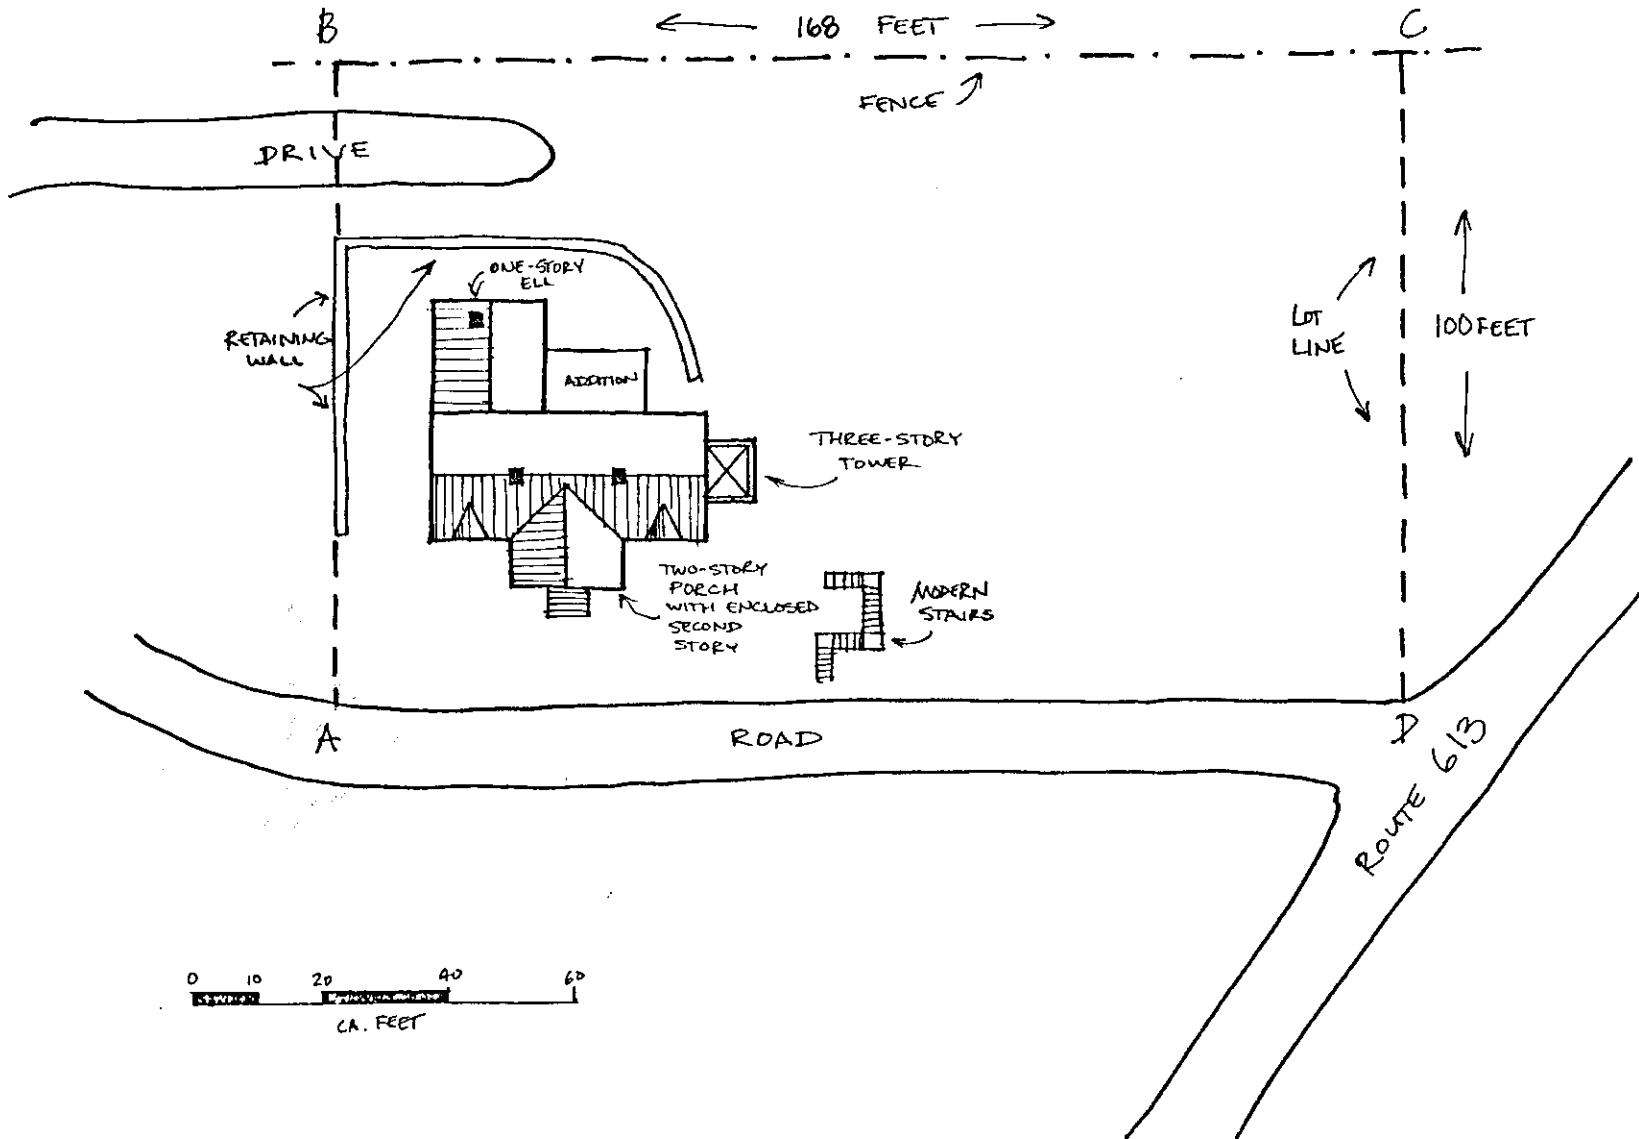 B
168 FEET
C
FENCE
DRIVE
ONE-STORY
ELL
RETAINING
WALL
ADDITION
LOT
LINE
100 FEET
THREE-STORY
TOWER
TWO-STORY
PORCH
WITH ENCLOSED
SECOND
STORY
MODERN
STAIRS
A
ROAD
D
ROUTE 613
0 10 20 40 60
CA. FEET